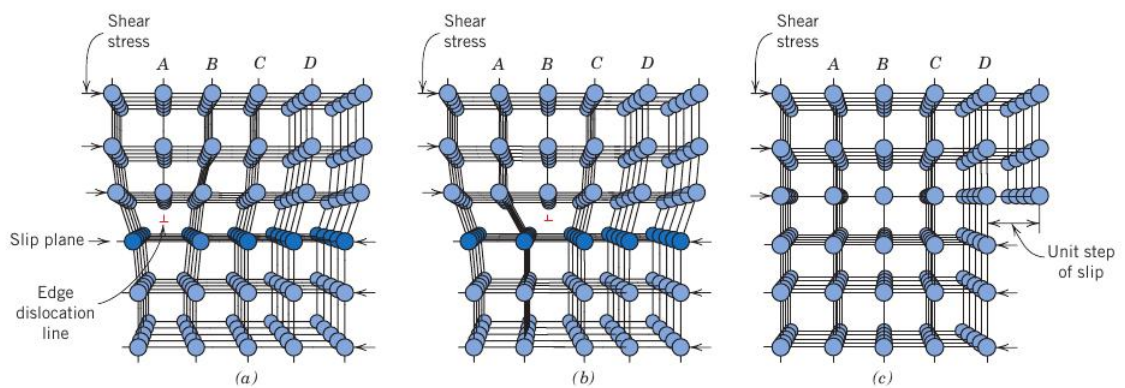 Shear
stress
A B C D
Slip plane
Edge
dislocation
line
(a)
Shear
stress
A B C D
(b)
Shear
stress
A B C D
Unit step
of slip
(c)